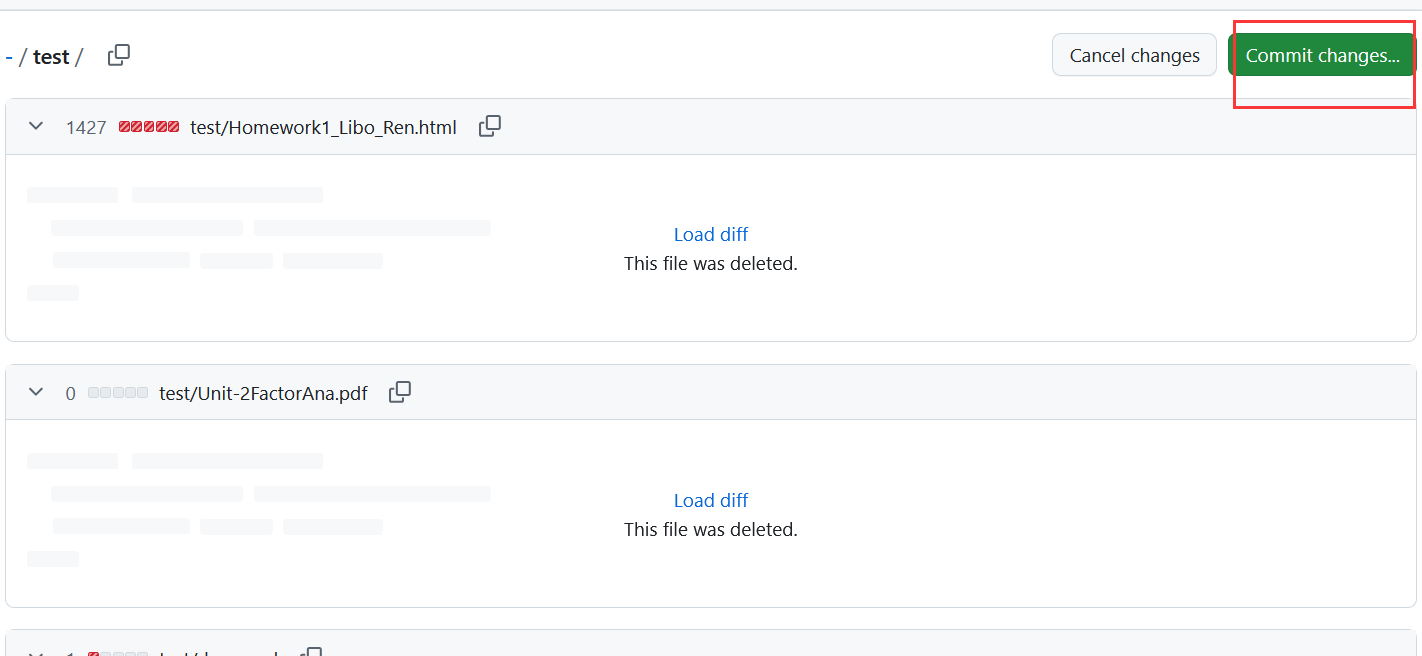 - / test /
Cancel changes
Commit changes...
1427 test/Homework1_Libo_Ren.html
Load diff
This file was deleted.
0 test/Unit-2FactorAna.pdf
Load diff
This file was deleted.